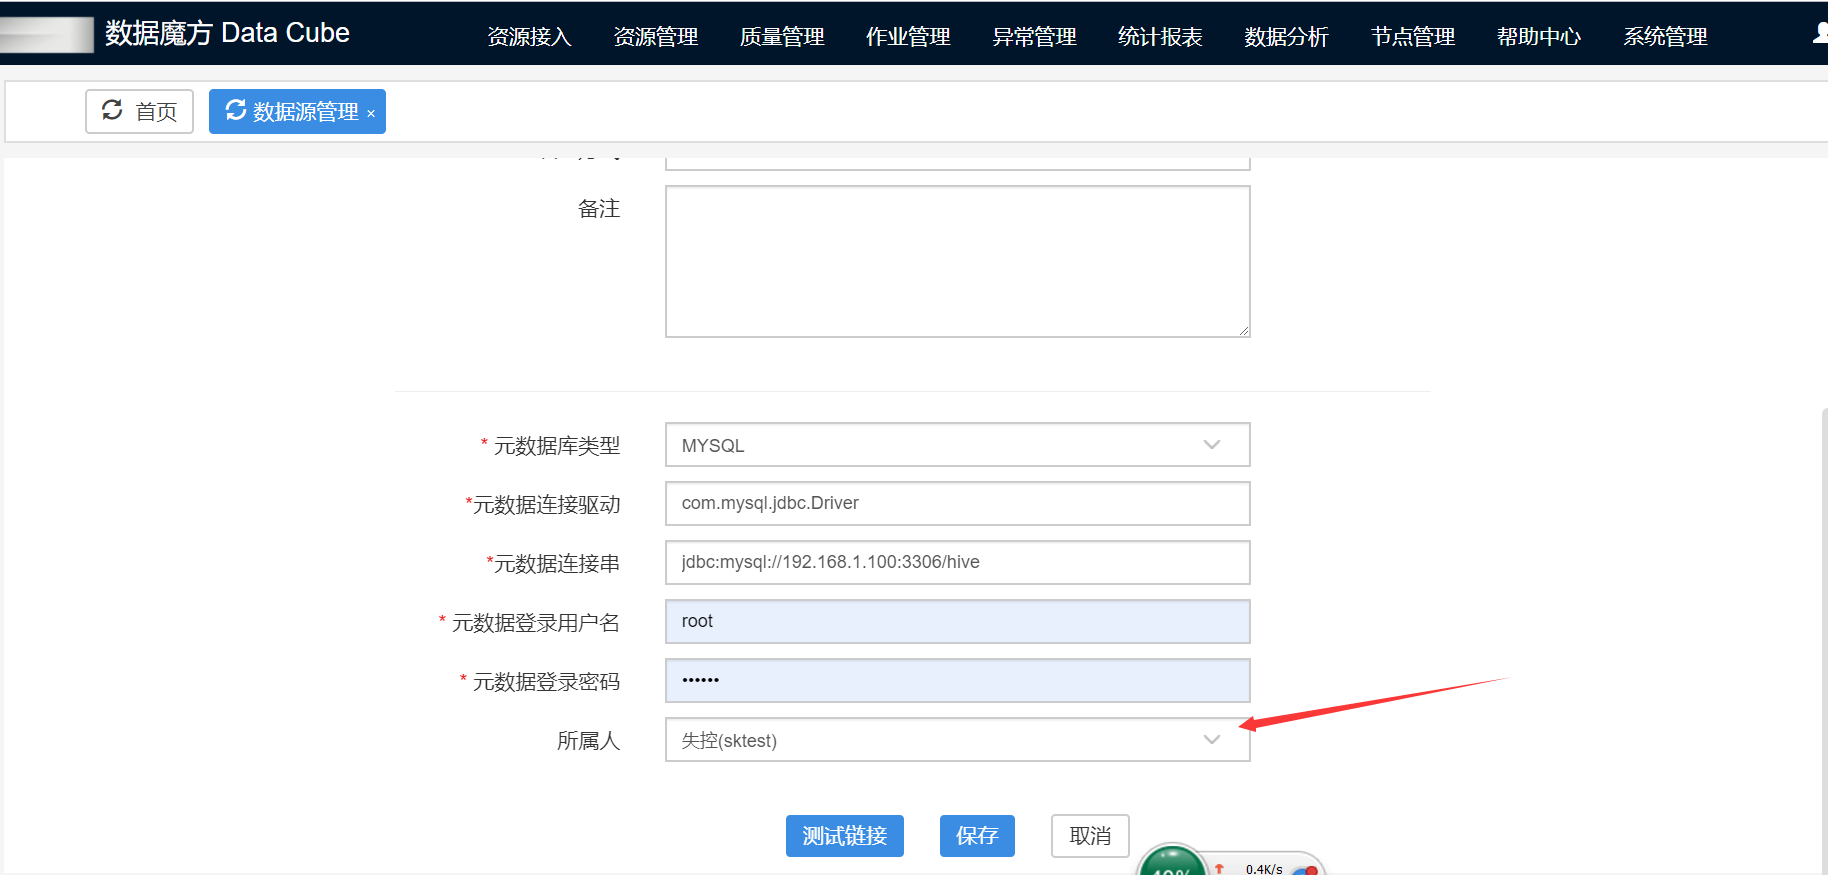 数据魔方 Data Cube
资源接入 资源管理 质量管理 作业管理 异常管理 统计报表 数据分析 节点管理 帮助中心 系统管理
首页 数据源管理 ×
备注
* 元数据库类型 MYSQL
*元数据连接驱动 com.mysql.jdbc.Driver
*元数据连接串 jdbc:mysql://192.168.1.100:3306/hive
* 元数据登录用户名 root
* 元数据登录密码 ••••••
所属人 失控(sktest)
测试链接 保存 取消
0.4K/s